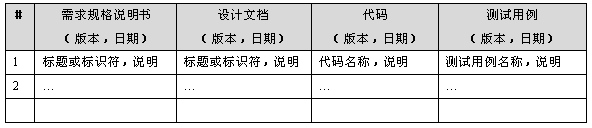 # 需求规格说明书 设计文档 代码 测试用例
（版本，日期） （版本，日期） （版本，日期） （版本，日期）
1 标题或标识符，说明 标题或标识符，说明 代码名称，说明 测试用例名称，说明
2 … … … …